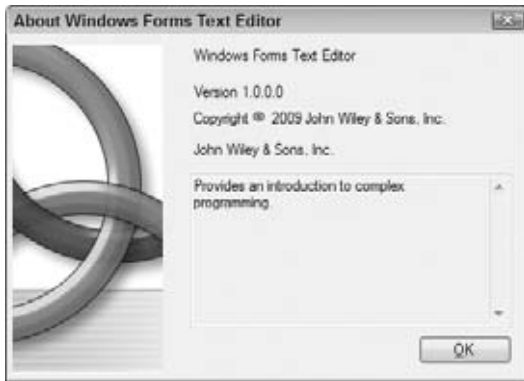 About Windows Forms Text Editor
Windows Forms Text Editor
Version 1.0.0.0
Copyright © 2009 John Wiley & Sons, Inc.
John Wiley & Sons, Inc.
Provides an introduction to complex
programming.
OK